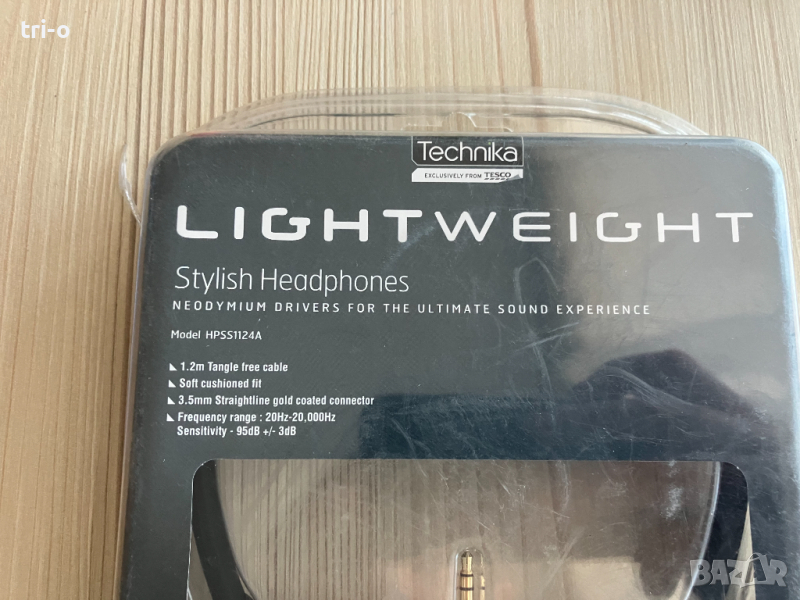 tri-o
Technika
EXCLUSIVELY FROM TESCO
LIGHTWEIGHT
Stylish Headphones
NEODYMIUM DRIVERS FOR THE ULTIMATE SOUND EXPERIENCE
Model HPSS1124A
1.2m Tangle free cable
Soft cushioned fit
3.5mm Straightline gold coated connector
Frequency range : 20Hz-20,000Hz
Sensitivity - 95dB +/- 3dB
BAZAR